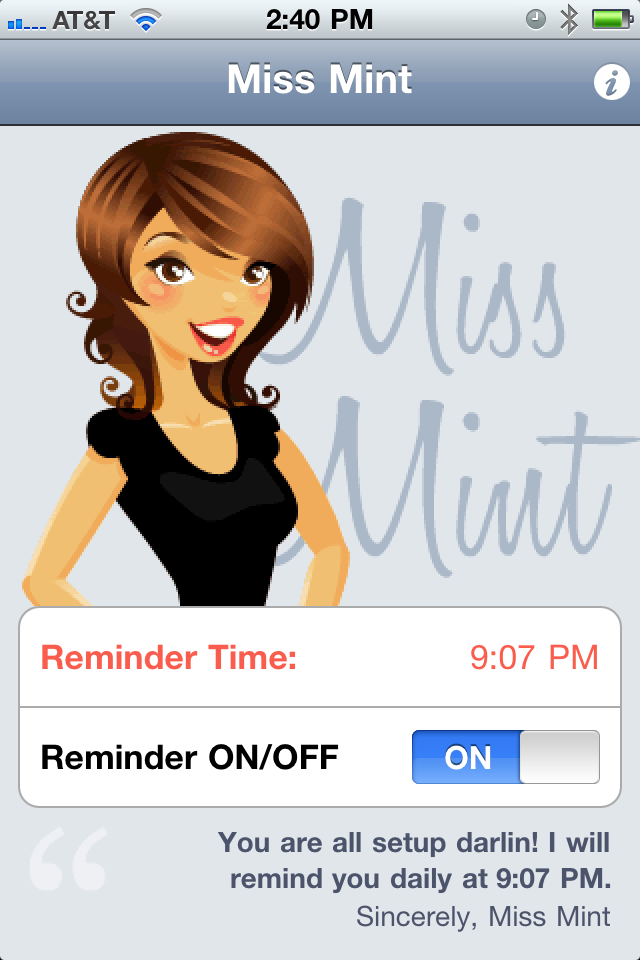 AT&T 2:40 PM
Miss Mint
Miss
Mint
Reminder Time: 9:07 PM
Reminder ON/OFF ON
“ You are all setup darlin! I will
remind you daily at 9:07 PM.
Sincerely, Miss Mint